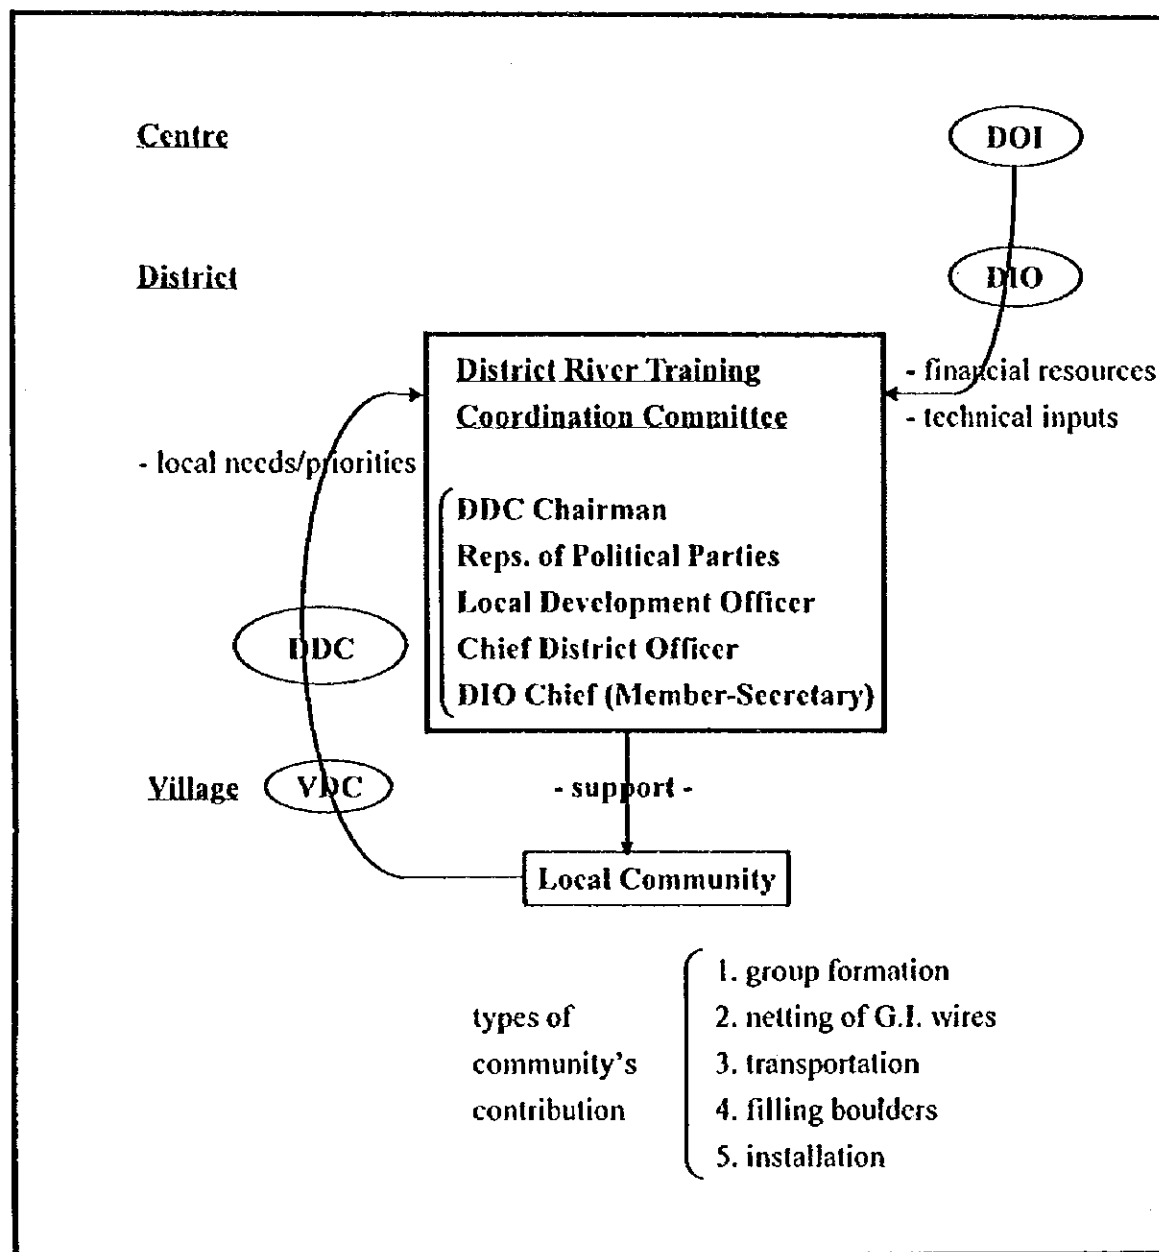 Centre
DOI
District
DIO
District River Training
Coordination Committee
- financial resources
- technical inputs
- local needs/priorities
DDC Chairman
Reps. of Political Parties
Local Development Officer
Chief District Officer
DIO Chief (Member-Secretary)
DDC
Village
VDC
- support -
Local Community
types of
community's
contribution
1. group formation
2. netting of G.I. wires
3. transportation
4. filling boulders
5. installation